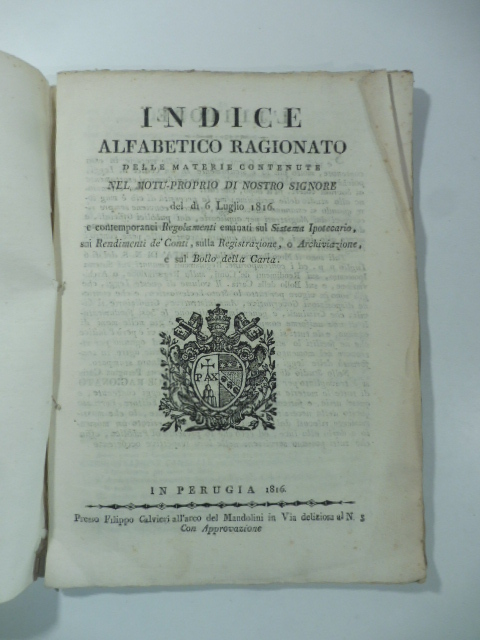 INDICE
ALFABETICO RAGIONATO
DELLE MATERIE CONTENUTE
NEL MOTU-PROPRIO DI NOSTRO SIGNORE
del dì 6 Luglio 1816.
e contemporanei Regolamenti emanati sul Sistema Ipotecario,
sui Rendimenti de' Conti, sulla Registrazione, o Archiviazione,
e sul Bollo della Carta.
PAX
IN PERUGIA 1816.
Presso Filippo Calvieri all'arco del Mandolini in Via deliziosa al N. 5
Con Approvazione